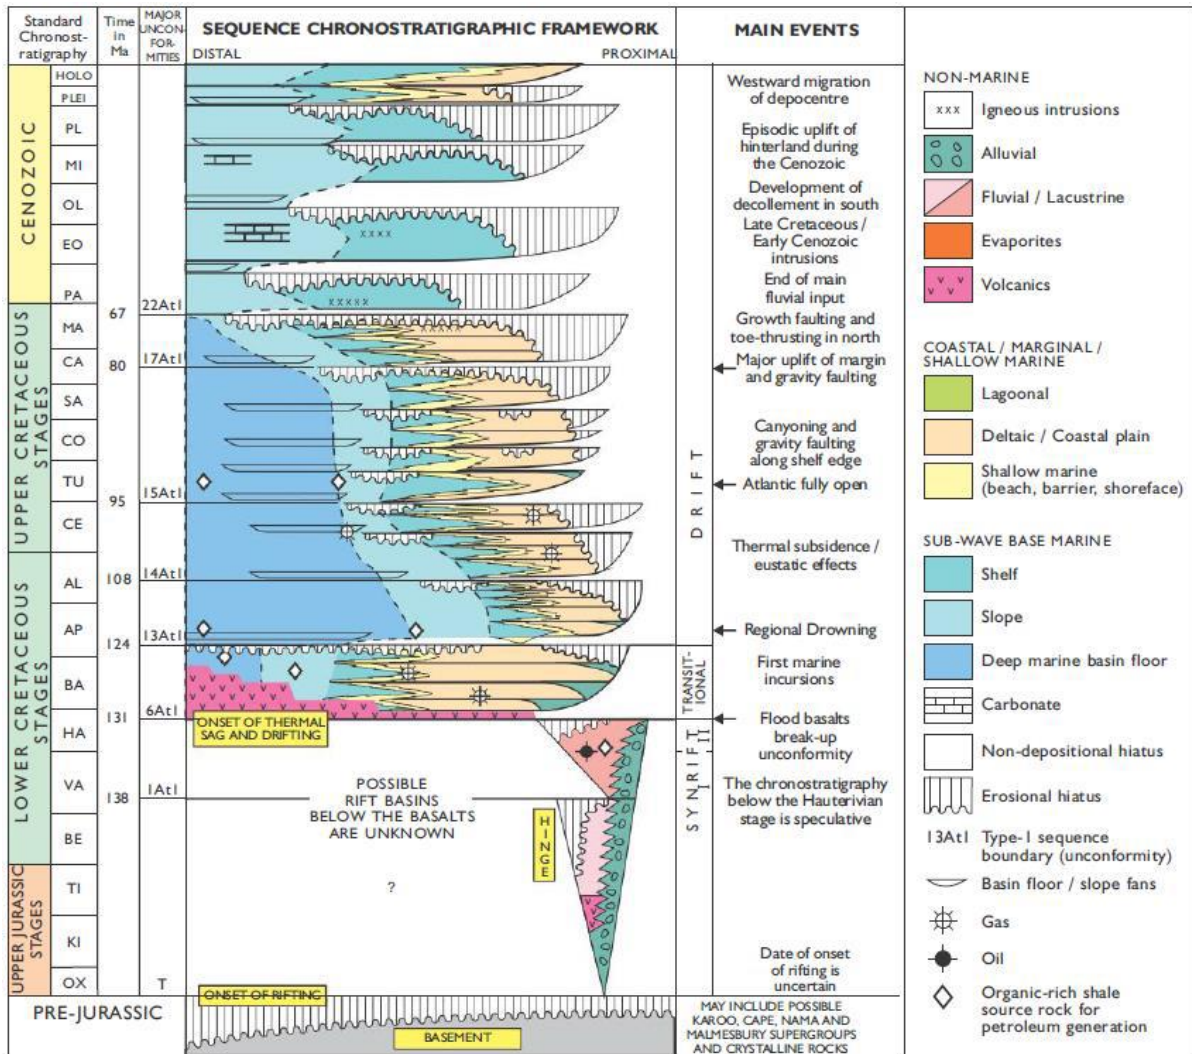 Standard
Chronost-
ratigraphy
Time
in
Ma
MAJOR
UNCON-
FOR-
MITIES
SEQUENCE CHRONOSTRATIGRAPHIC FRAMEWORK
DISTAL
PROXIMAL
MAIN EVENTS
CENOZOIC
HOLO
PLEI
PL
MI
OL
EO
PA
UPPER CRETACEOUS
STAGES
MA
CA
SA
CO
TU
CE
LOWER CRETACEOUS
STAGES
AL
AP
BA
HA
VA
BE
UPPER JURASSIC
STAGES
TI
KI
OX
PRE-JURASSIC
67
80
95
108
124
131
138
22At1
17At1
15At1
14At1
13At1
6At1
1At1
T
xxxx
xxxxx
xxxxxx
ONSET OF THERMAL
SAG AND DRIFTING
POSSIBLE
RIFT BASINS
BELOW THE BASALTS
ARE UNKNOWN
?
HINGE
ONSET OF RIFTING
BASEMENT
DRIFT
TRANSIT-
IONAL
SYNRIFT
II
I
Westward migration
of depocentre
Episodic uplift of
hinterland during
the Cenozoic
Development of
decollement in south
Late Cretaceous /
Early Cenozoic
intrusions
End of main
fluvial input
Growth faulting and
toe-thrusting in north
Major uplift of margin
and gravity faulting
Canyoning and
gravity faulting
along shelf edge
Atlantic fully open
Thermal subsidence /
eustatic effects
Regional Drowning
First marine
incursions
Flood basalts
break-up
unconformity
The chronostratigraphy
below the Hauterivian
stage is speculative
Date of onset
of rifting is
uncertain
MAY INCLUDE POSSIBLE
KAROO, CAPE, NAMA AND
MALMESBURY SUPERGROUPS
AND CRYSTALLINE ROCKS
NON-MARINE
xxx Igneous intrusions
Alluvial
Fluvial / Lacustrine
Evaporites
Volcanics
COASTAL / MARGINAL /
SHALLOW MARINE
Lagoonal
Deltaic / Coastal plain
Shallow marine
(beach, barrier, shoreface)
SUB-WAVE BASE MARINE
Shelf
Slope
Deep marine basin floor
Carbonate
Non-depositional hiatus
Erosional hiatus
13At1 Type-1 sequence
boundary (unconformity)
Basin floor / slope fans
Gas
Oil
Organic-rich shale
source rock for
petroleum generation